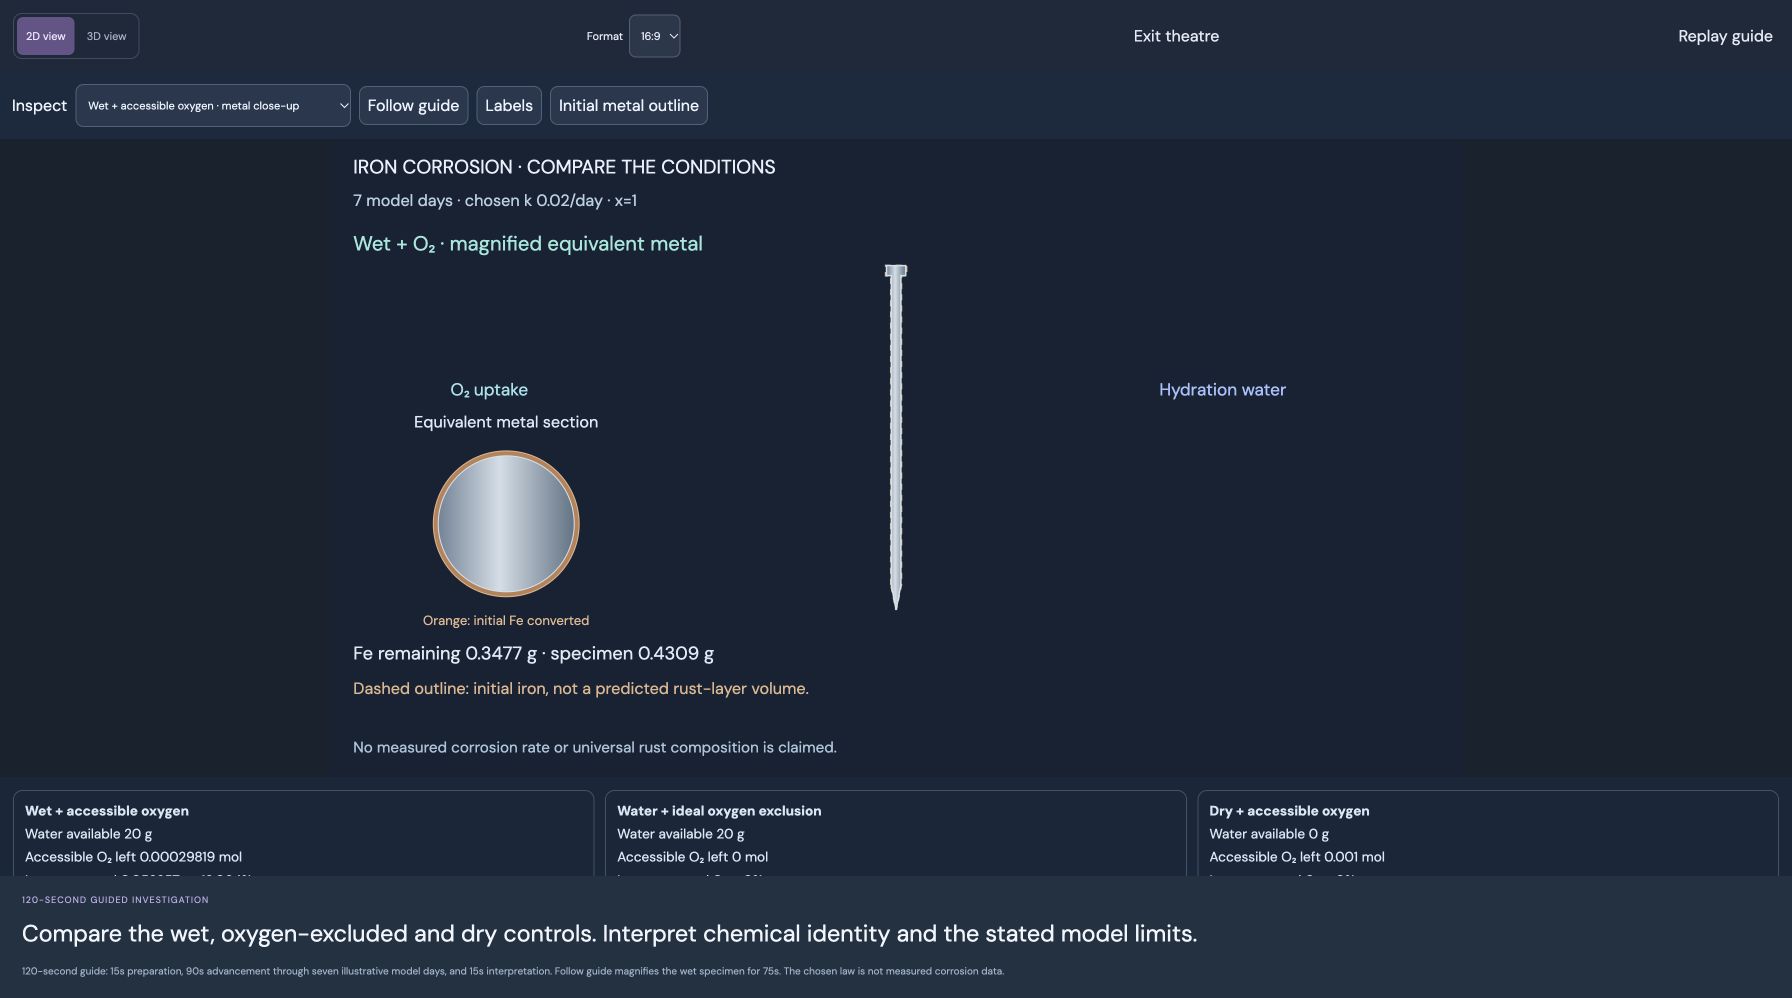 2D view 3D view Format 16:9 Exit theatre Replay guide
Inspect Wet + accessible oxygen · metal close-up Follow guide Labels Initial metal outline
IRON CORROSION · COMPARE THE CONDITIONS
7 model days · chosen k 0.02/day · x=1
Wet + O₂ · magnified equivalent metal
O₂ uptake
Hydration water
Equivalent metal section
Orange: initial Fe converted
Fe remaining 0.3477 g · specimen 0.4309 g
Dashed outline: initial iron, not a predicted rust-layer volume.
No measured corrosion rate or universal rust composition is claimed.
Wet + accessible oxygen
Water available 20 g
Accessible O₂ left 0.00029819 mol
Water + ideal oxygen exclusion
Water available 20 g
Accessible O₂ left 0 mol
Dry + accessible oxygen
Water available 0 g
Accessible O₂ left 0.001 mol
120-SECOND GUIDED INVESTIGATION
Compare the wet, oxygen-excluded and dry controls. Interpret chemical identity and the stated model limits.
120-second guide: 15s preparation, 90s advancement through seven illustrative model days, and 15s interpretation. Follow guide magnifies the wet specimen for 75s. The chosen law is not measured corrosion data.